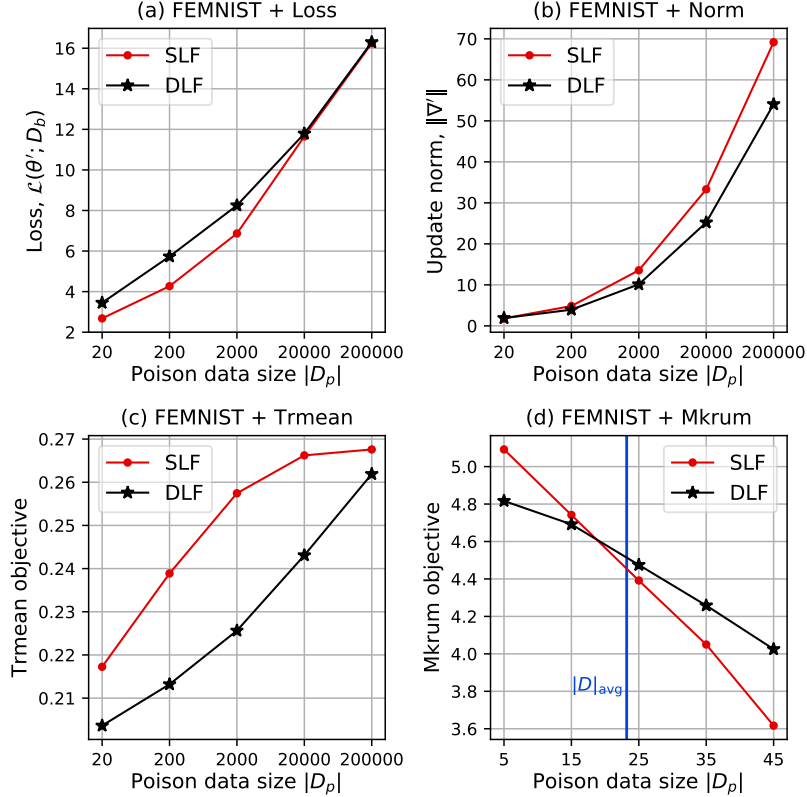 (a) FEMNIST + Loss
Loss, ℒ(θ′; D_b)
16
14
12
10
8
6
4
2
SLF
DLF
20 200 2000 20000 200000
Poison data size |D_p|
(b) FEMNIST + Norm
Update norm, ‖∇′‖
70
60
50
40
30
20
10
0
SLF
DLF
20 200 2000 20000 200000
Poison data size |D_p|
(c) FEMNIST + Trmean
Trmean objective
0.27
0.26
0.25
0.24
0.23
0.22
0.21
SLF
DLF
20 200 2000 20000 200000
Poison data size |D_p|
(d) FEMNIST + Mkrum
Mkrum objective
5.0
4.8
4.6
4.4
4.2
4.0
3.8
3.6
SLF
DLF
|D|avg
5 15 25 35 45
Poison data size |D_p|